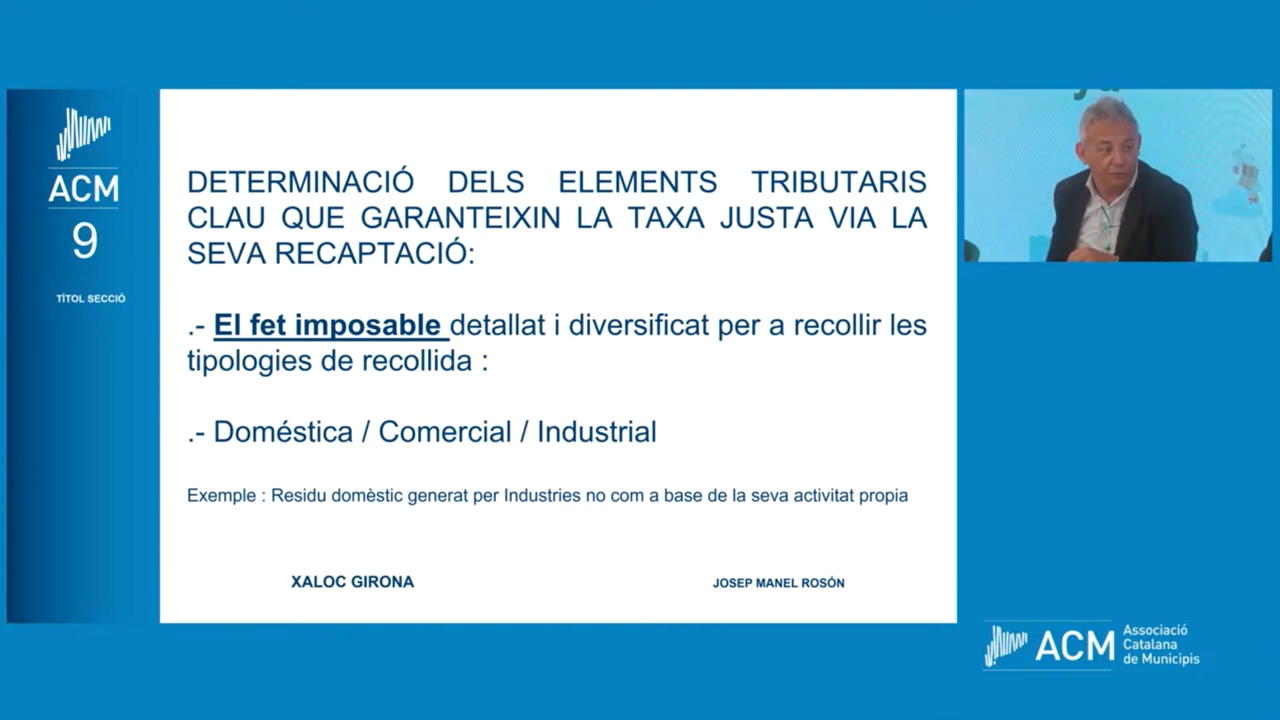 ACM
9
TÍTOL SECCIÓ
DETERMINACIÓ DELS ELEMENTS TRIBUTARIS
CLAU QUE GARANTEIXIN LA TAXA JUSTA VIA LA
SEVA RECAPTACIÓ:
.- El fet imposable detallat i diversificat per a recollir les
tipologies de recollida :
.- Doméstica / Comercial / Industrial
Exemple : Residu domèstic generat per Industries no com a base de la seva activitat propia
XALOC GIRONA
JOSEP MANEL ROSÓN
ACM
Associació
Catalana
de Municipis